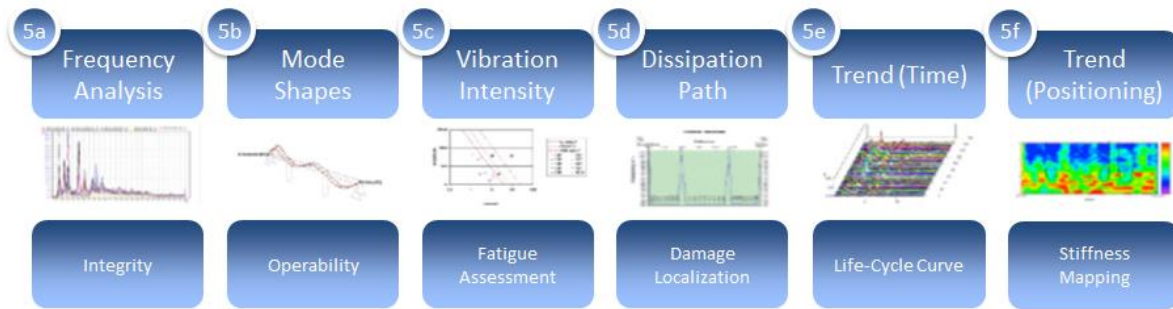 5a
Frequency
Analysis
5b
Mode
Shapes
5c
Vibration
Intensity
5d
Dissipation
Path
5e
Trend (Time)
5f
Trend
(Positioning)
Integrity
Operability
Fatigue
Assessment
Damage
Localization
Life-Cycle Curve
Stiffness
Mapping